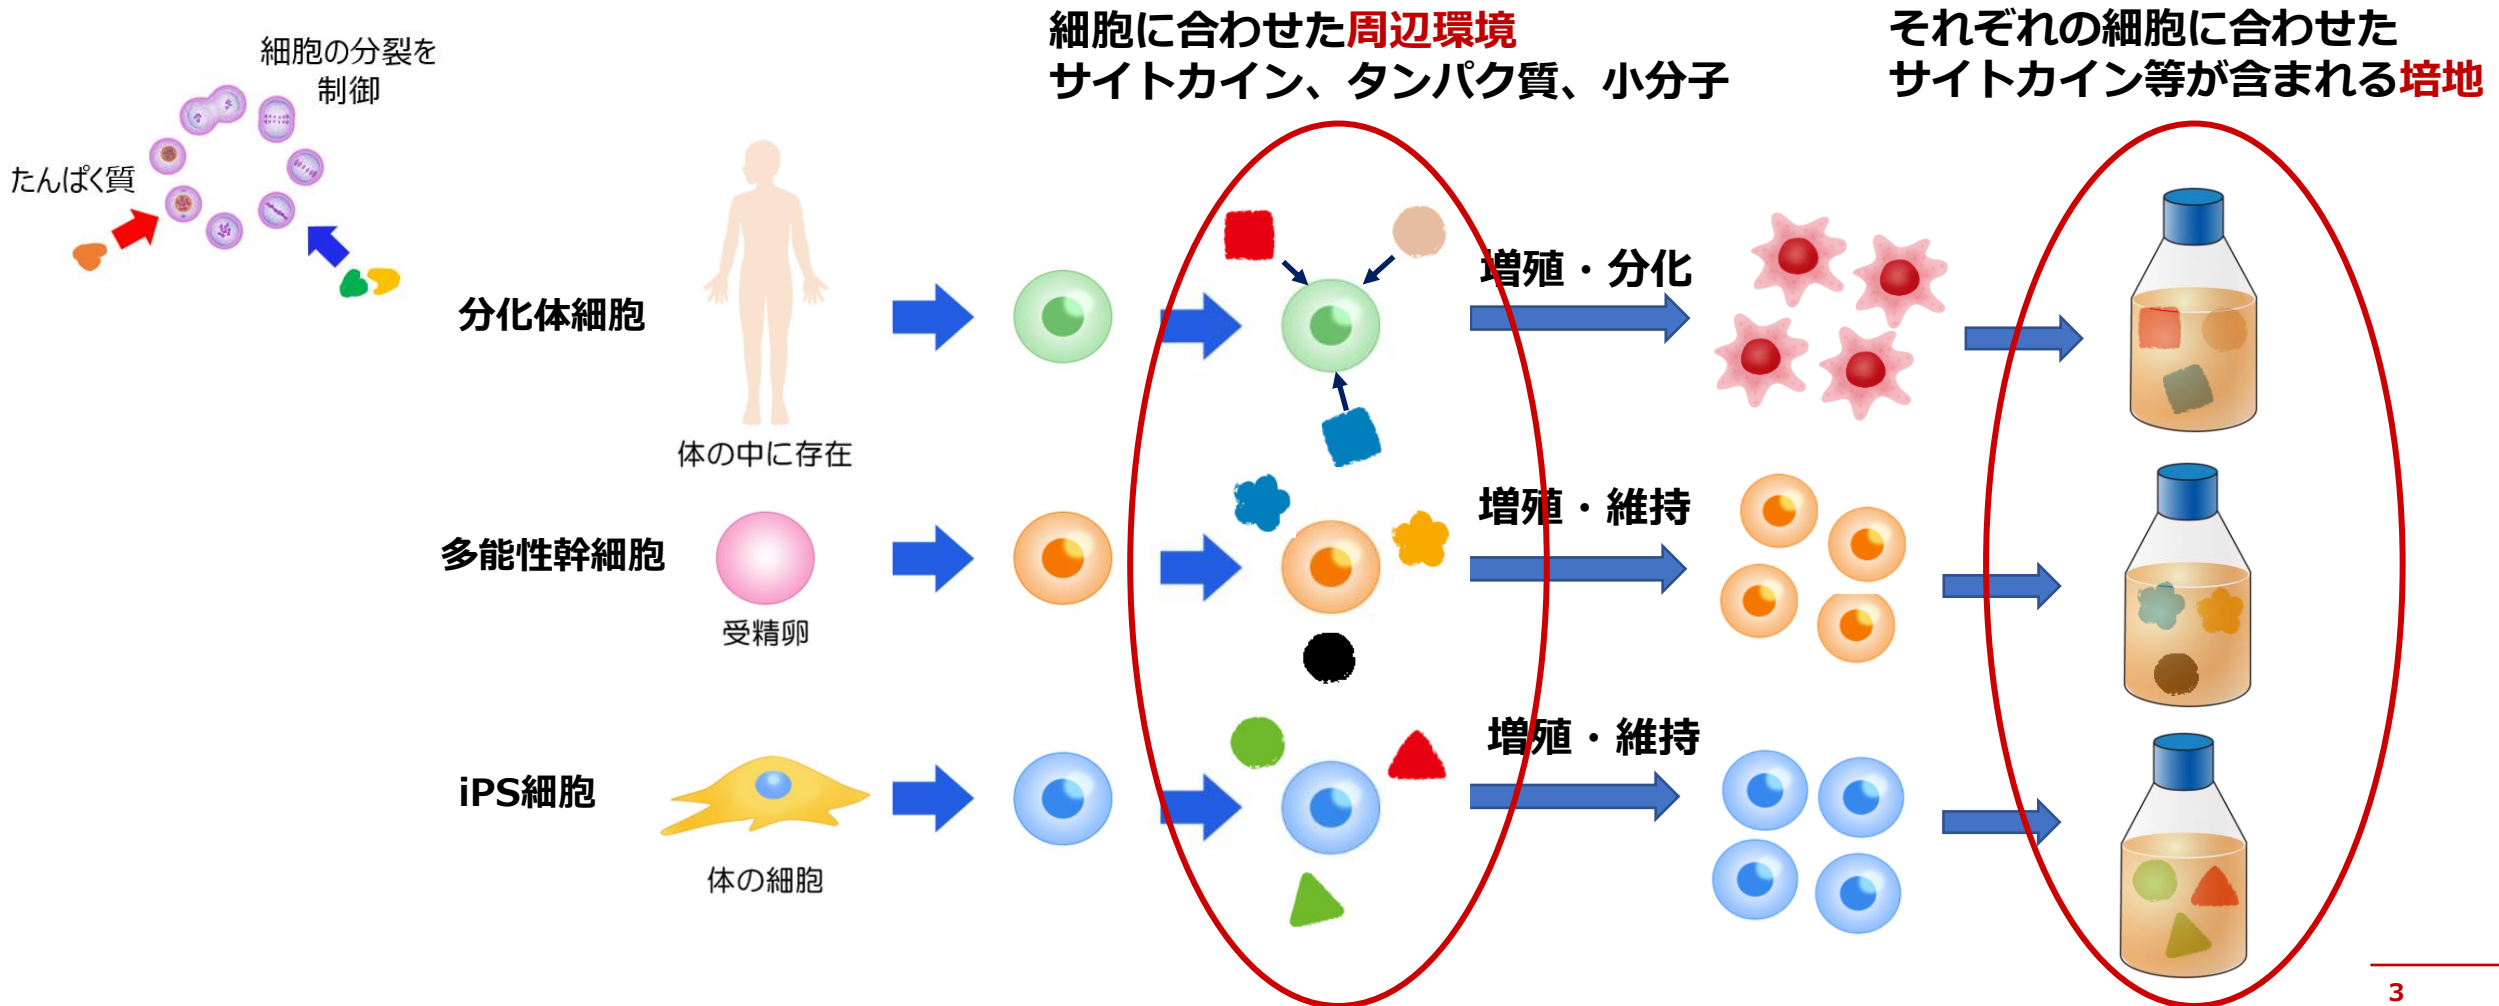 細胞に合わせた周辺環境
サイトカイン、タンパク質、小分子
それぞれの細胞に合わせた
サイトカイン等が含まれる培地
細胞の分裂を
制御
たんぱく質
分化体細胞
体の中に存在
増殖・分化
多能性幹細胞
受精卵
増殖・維持
iPS細胞
体の細胞
増殖・維持
3